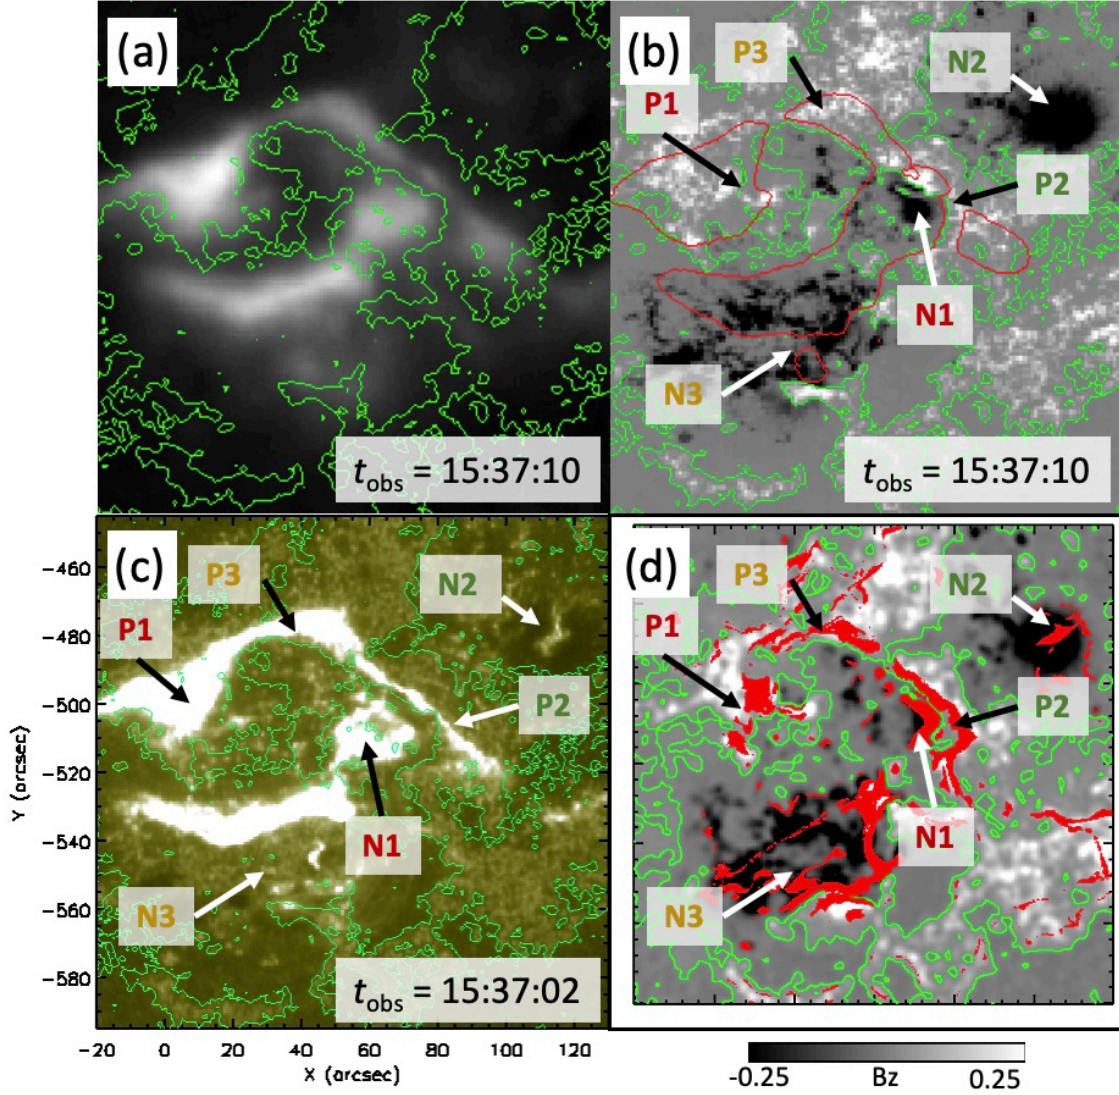 (a)
t_obs = 15:37:10
(b)
P3
N2
P1
P2
N1
N3
t_obs = 15:37:10
(c)
P3
N2
P1
P2
N1
N3
t_obs = 15:37:02
-460
-480
-500
-520
-540
-560
-580
Y (arcsec)
-20 0 20 40 60 80 100 120
X (arcsec)
(d)
P3
N2
P1
P2
N1
N3
-0.25 Bz 0.25